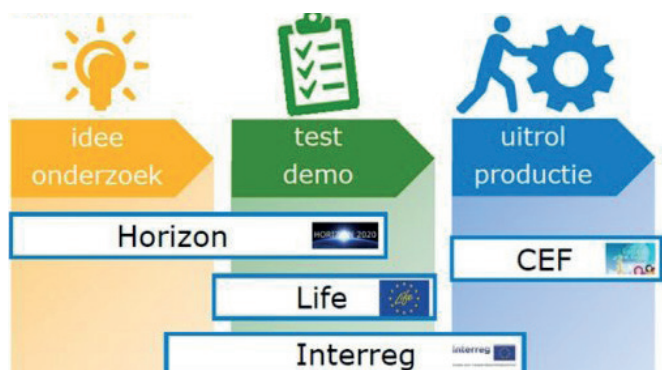 idee
onderzoek
test
demo
uitrol
productie
Horizon
HORIZON 2020
CEF
Life
Life
Interreg
Interreg